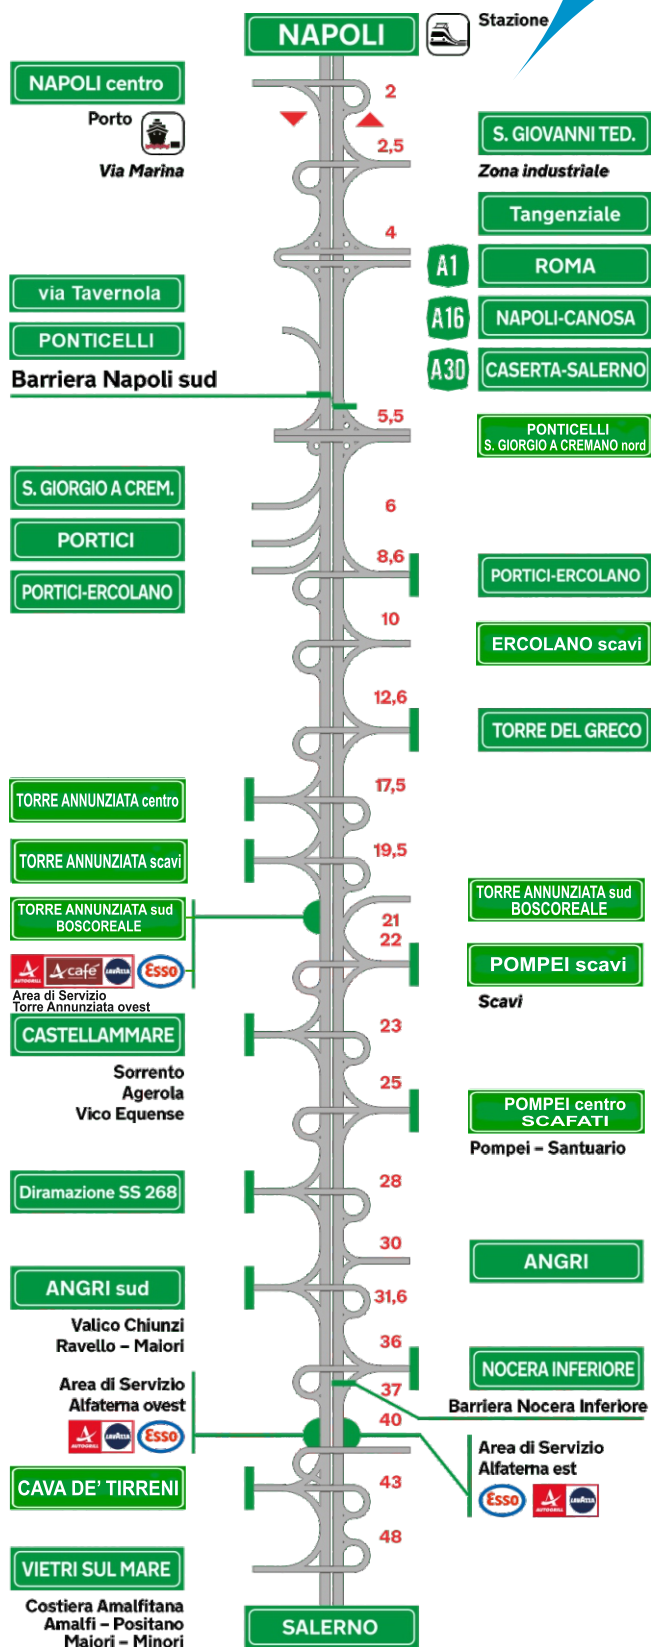 NAPOLI
Stazione
NAPOLI centro
2
Porto
Via Marina
2,5
S. GIOVANNI TED.
Zona industriale
Tangenziale
4
A1
ROMA
via Tavernola
A16
NAPOLI-CANOSA
PONTICELLI
A30
CASERTA-SALERNO
Barriera Napoli sud
5,5
PONTICELLI
S. GIORGIO A CREMANO nord
S. GIORGIO A CREM.
6
PORTICI
8,6
PORTICI-ERCOLANO
PORTICI-ERCOLANO
10
ERCOLANO scavi
12,6
TORRE DEL GRECO
17,5
TORRE ANNUNZIATA centro
19,5
TORRE ANNUNZIATA scavi
TORRE ANNUNZIATA sud
BOSCOREALE
21
TORRE ANNUNZIATA sud
BOSCOREALE
22
POMPEI scavi
Scavi
AUTOGRILL
Acafé
LAVAZZA
Esso
Area di Servizio
Torre Annunziata ovest
CASTELLAMMARE
23
Sorrento
Agerola
Vico Equense
25
POMPEI centro
SCAFATI
Pompei – Santuario
28
Diramazione SS 268
30
ANGRI
ANGRI sud
31,6
Valico Chiunzi
Ravello – Maiori
36
NOCERA INFERIORE
37
Barriera Nocera Inferiore
Area di Servizio
Alfaterna ovest
AUTOGRILL
LAVAZZA
Esso
40
Area di Servizio
Alfaterna est
Esso
AUTOGRILL
LAVAZZA
CAVA DE' TIRRENI
43
48
VIETRI SUL MARE
Costiera Amalfitana
Amalfi – Positano
Maiori – Minori
SALERNO